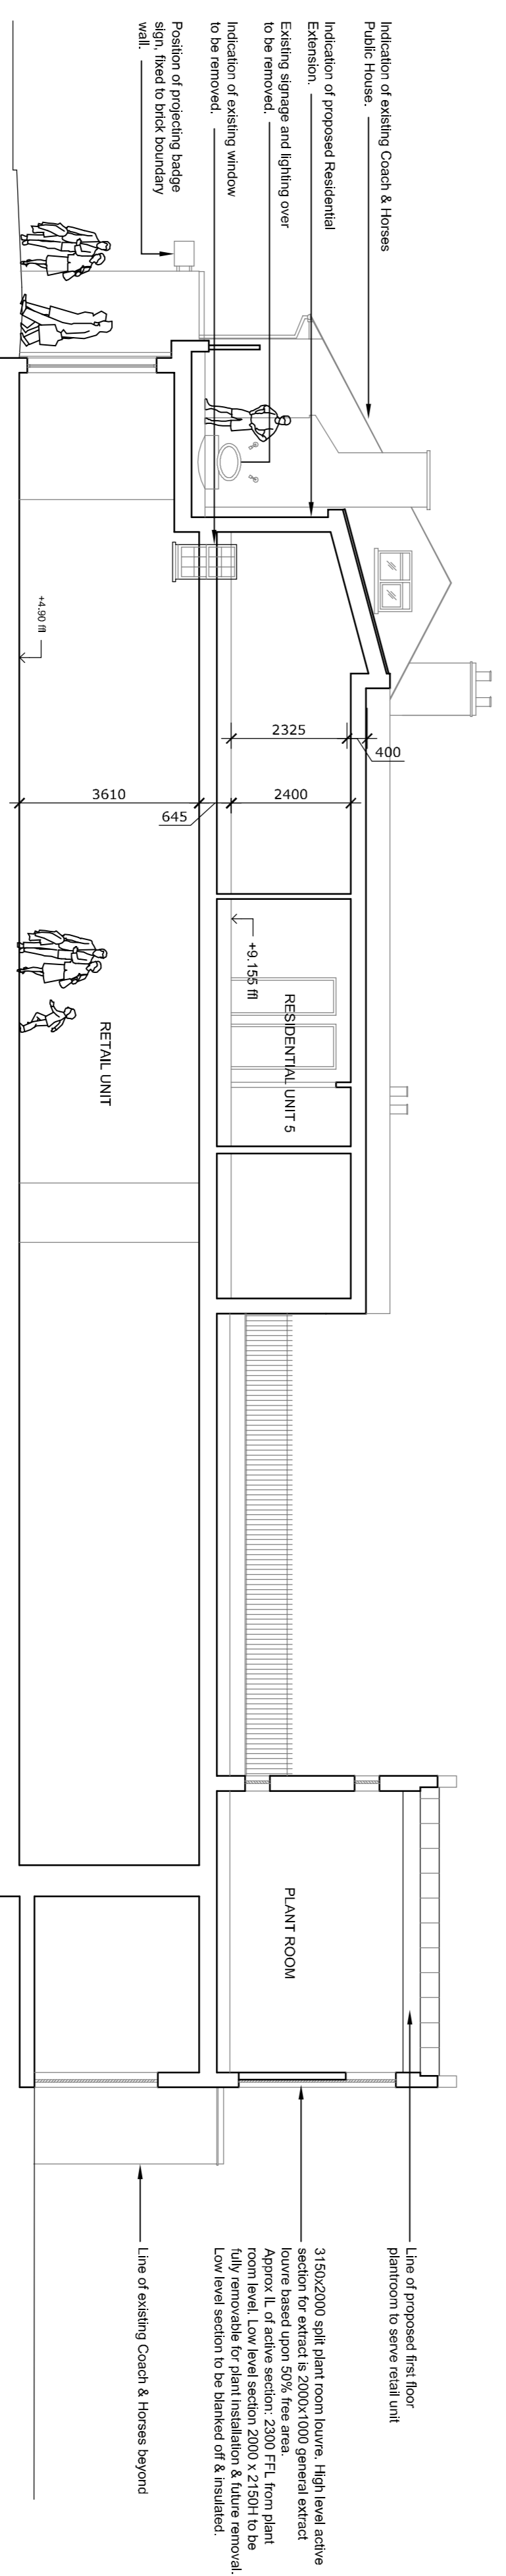 Indication of existing Coach & Horses
Public House.
Indication of proposed Residential
Extension.
Existing signage and lighting over
to be removed.
Indication of existing window
to be removed.
Position of projecting badge
sign, fixed to brick boundary
wall.
2325
400
3610
645
2400
+4.90 ffl
+9.155 ffl
RESIDENTIAL UNIT 5
RETAIL UNIT
PLANT ROOM
Line of proposed first floor
plantroom to serve retail unit
3150x2000 split plant room louvre. High level active
section for extract is 2000x1000 general extract
louvre based upon 50% free area.
Approx IL of active section: 2300 FFL from plant
room level. Low level section 2000 x 2150H to be
fully removable for plant installation & future removal.
Low level section to be blanked off & insulated.
Line of existing Coach & Horses beyond